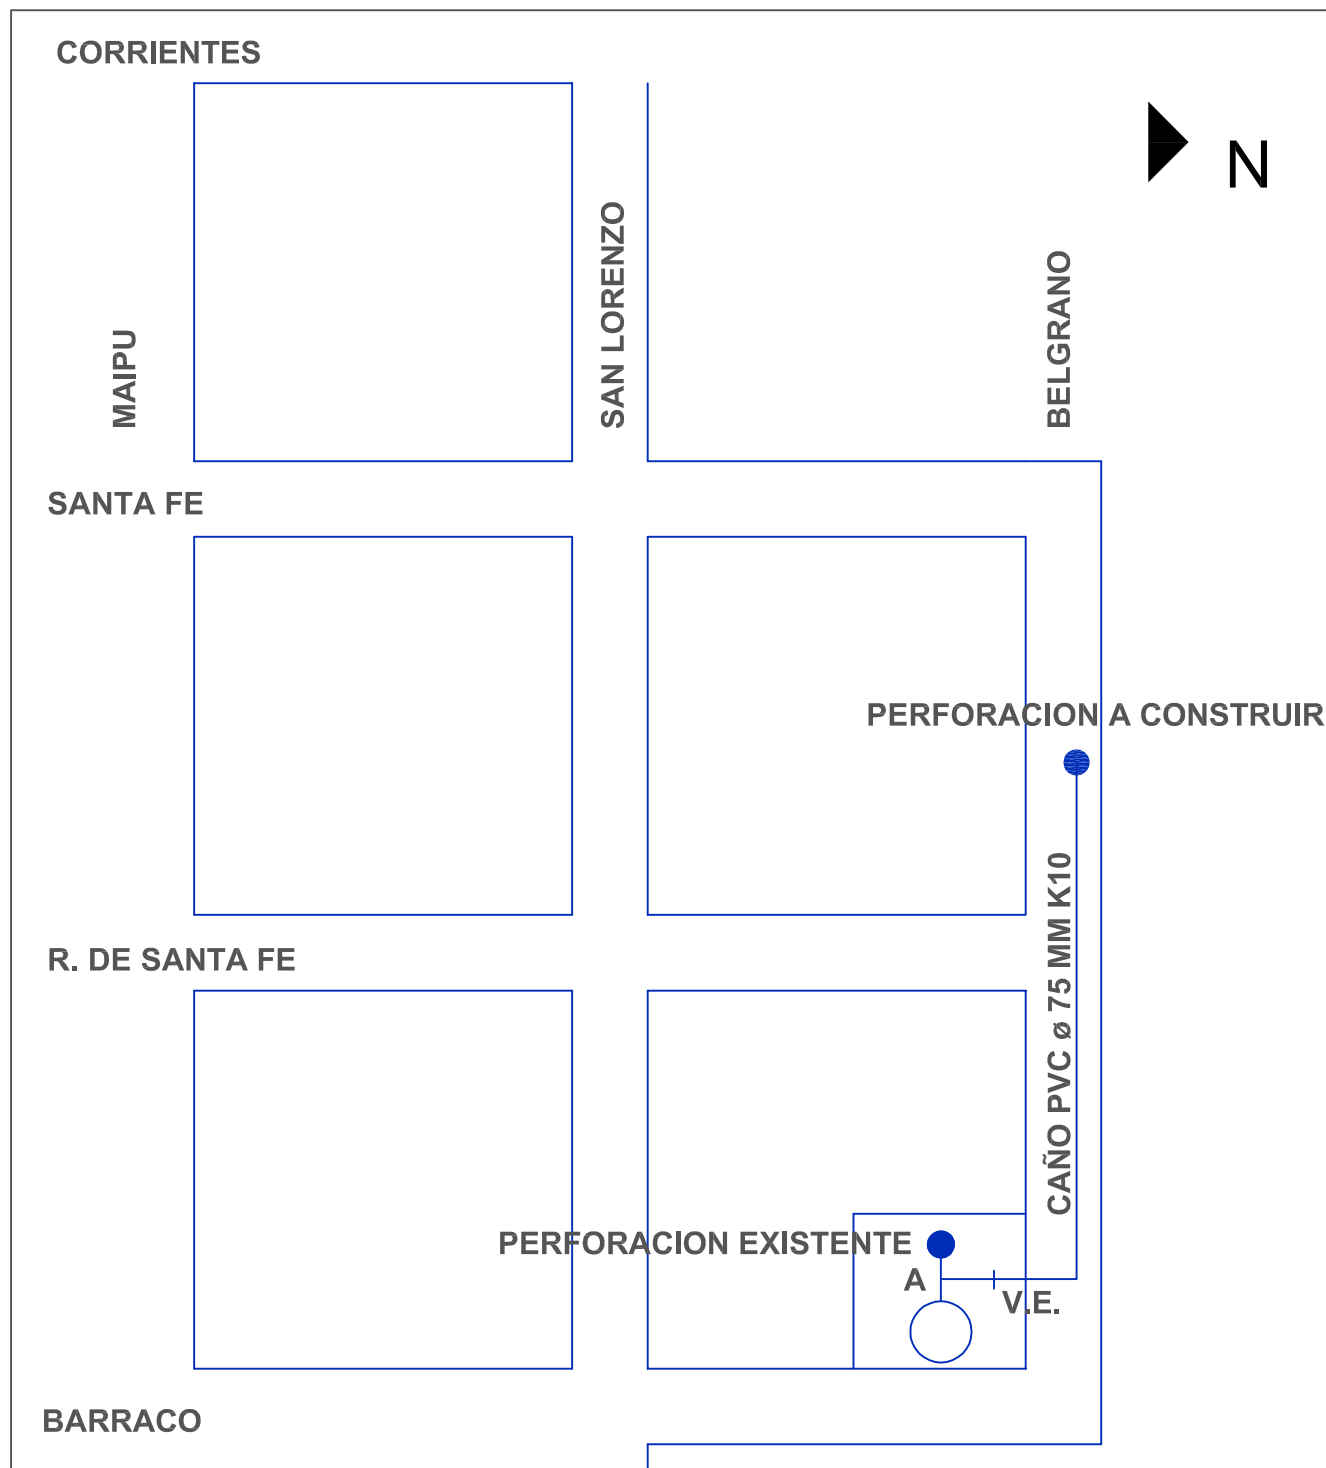 CORRIENTES
N
SAN LORENZO
BELGRANO
MAIPU
SANTA FE
PERFORACION A CONSTRUIR
CAÑO PVC ø 75 MM K10
R. DE SANTA FE
PERFORACION EXISTENTE
A
V.E.
BARRACO